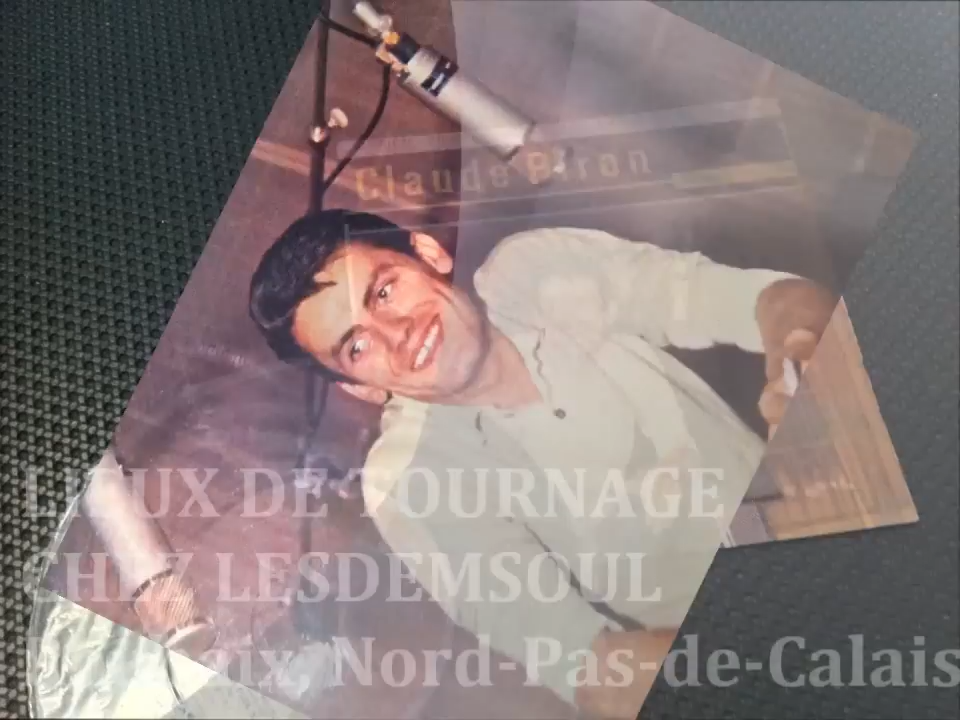 Claude Piron
LIEUX DE TOURNAGE
CHEZ LESDEMSOUL
Nord-Pas-de-Calais